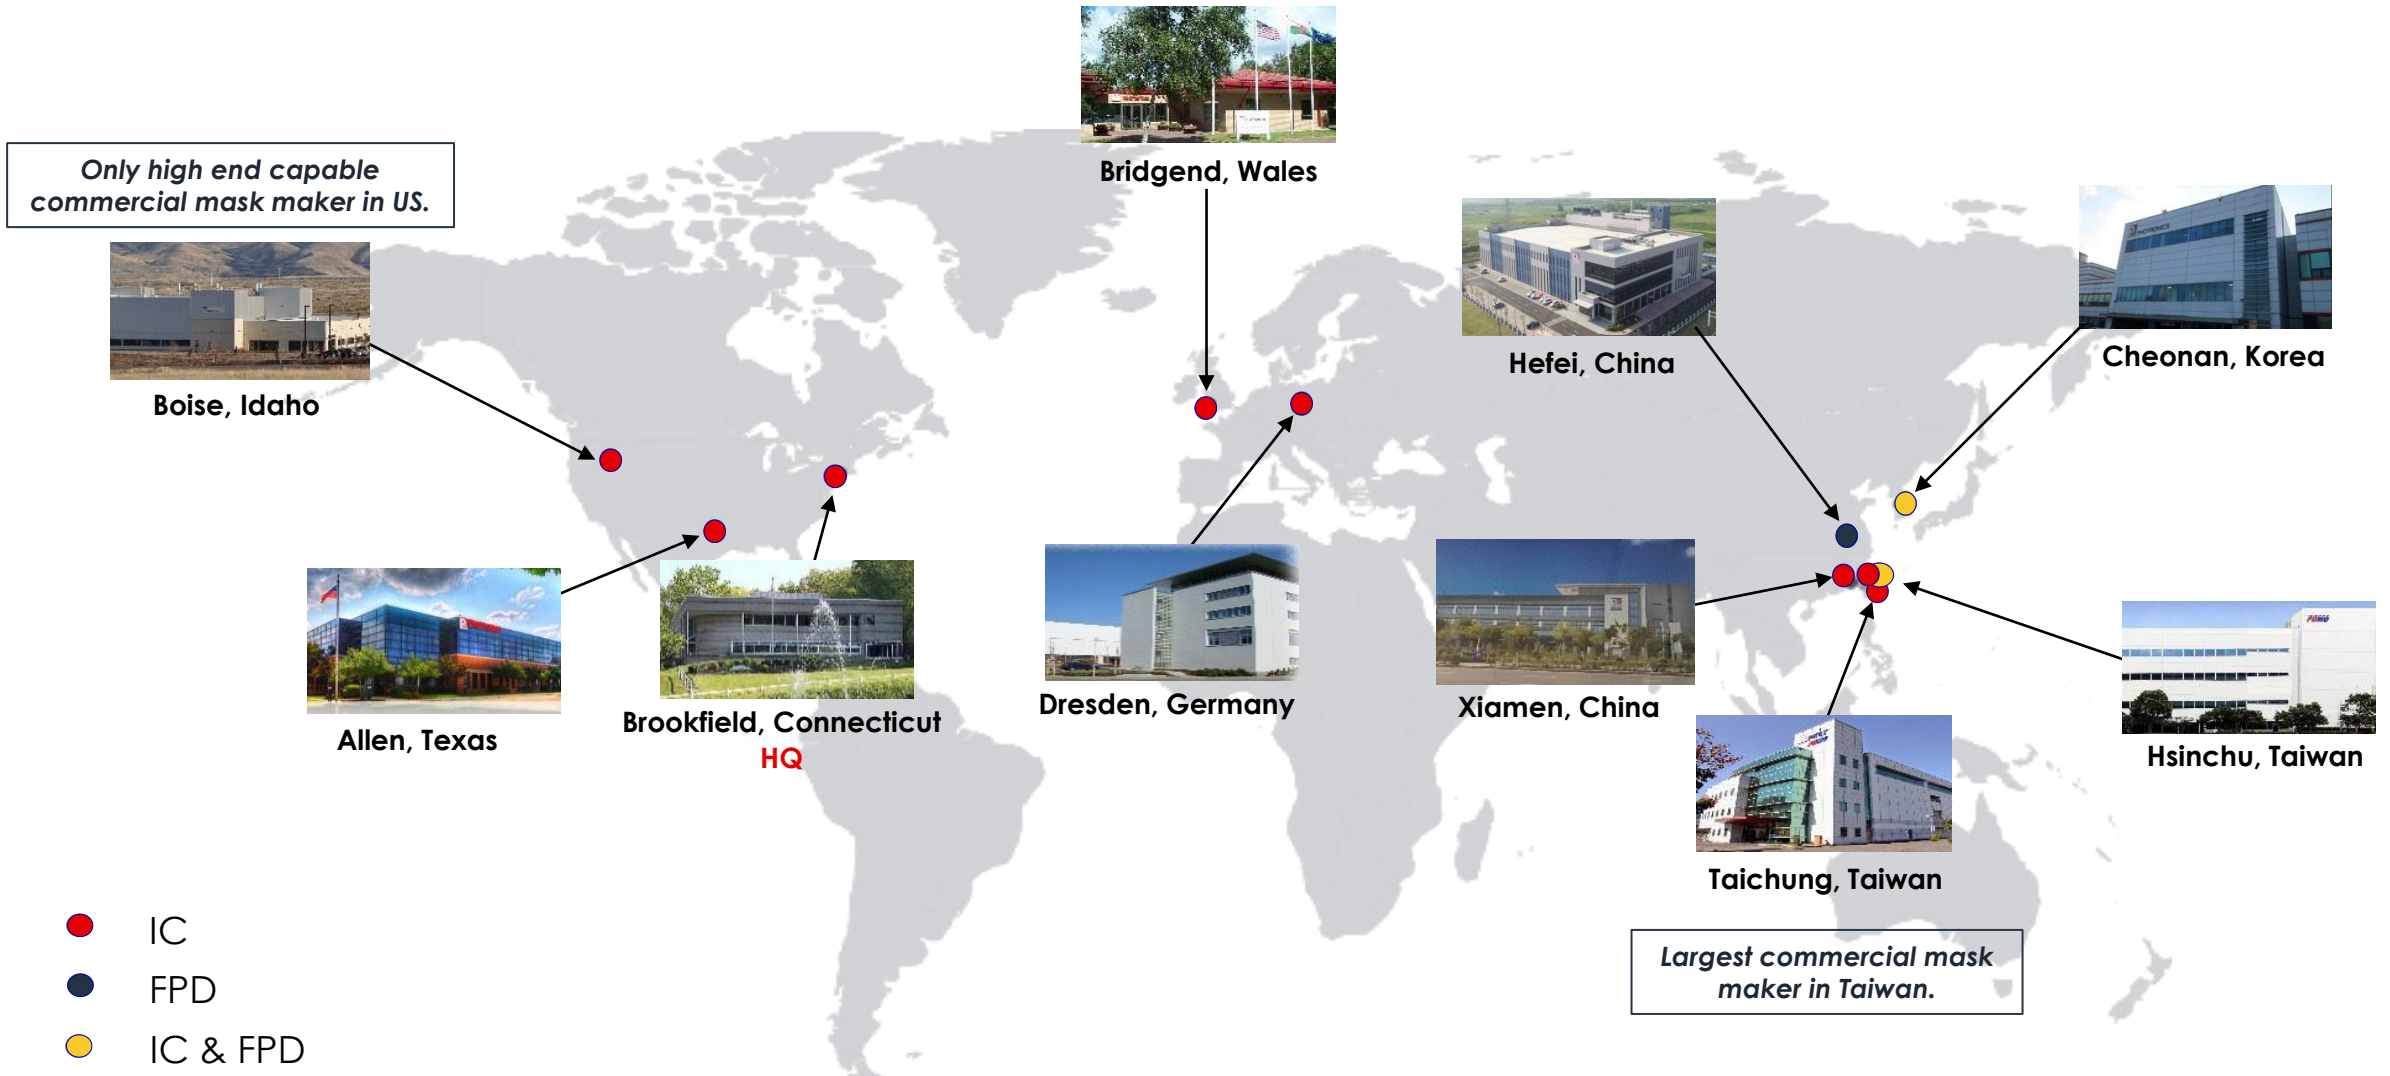 Only high end capable
commercial mask maker in US.
Boise, Idaho
Bridgend, Wales
Hefei, China
PHOTRONICS
Cheonan, Korea
Allen, Texas
Brookfield, Connecticut
HQ
Dresden, Germany
Xiamen, China
Taichung, Taiwan
Hsinchu, Taiwan
Largest commercial mask
maker in Taiwan.
IC
FPD
IC & FPD